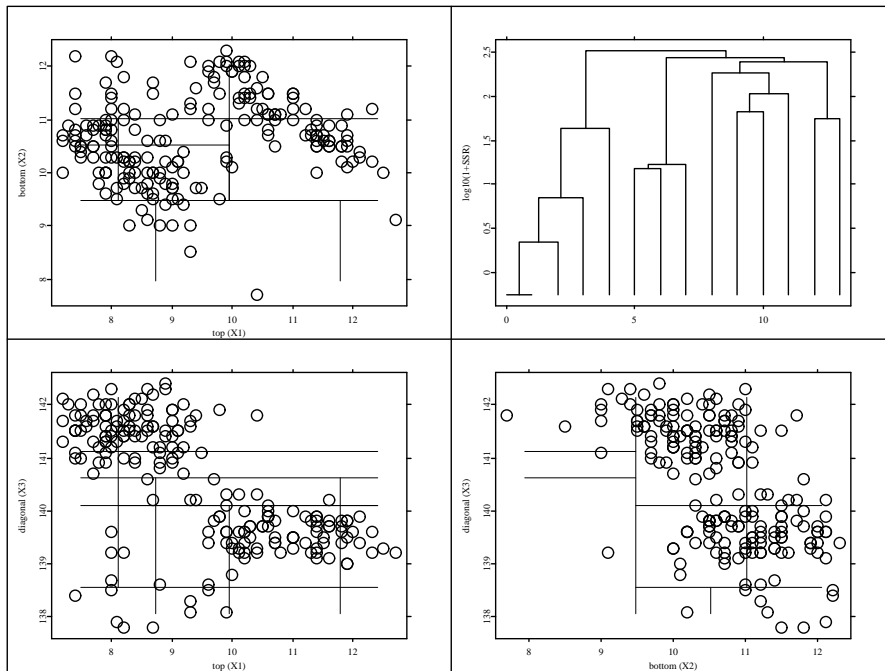 12
11
10
9
8
bottom (X2)
8 9 10 11 12
top (X1)
2.5
2
1.5
1
0.5
0
log10(1+SSR)
0 5 10
142
141
140
139
138
diagonal (X3)
8 9 10 11 12
top (X1)
142
141
140
139
138
diagonal (X3)
8 9 10 11 12
bottom (X2)